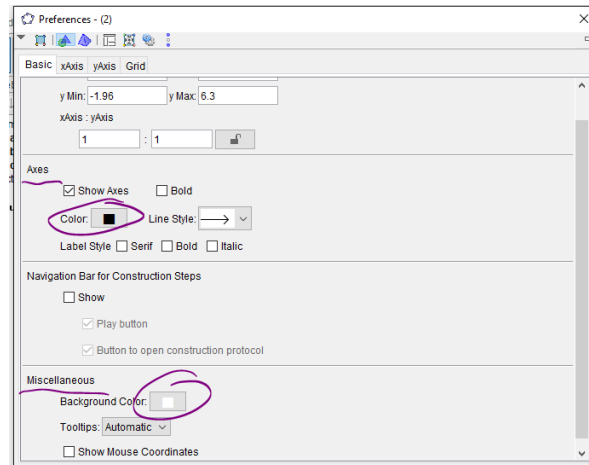 Preferences - (2)
Basic xAxis yAxis Grid
y Min: -1.96 y Max: 6.3
xAxis : yAxis
1 : 1
Axes
Show Axes Bold
Color: Line Style:
Label Style Serif Bold Italic
Navigation Bar for Construction Steps
Show
Play button
Button to open construction protocol
Miscellaneous
Background Color:
Tooltips: Automatic
Show Mouse Coordinates